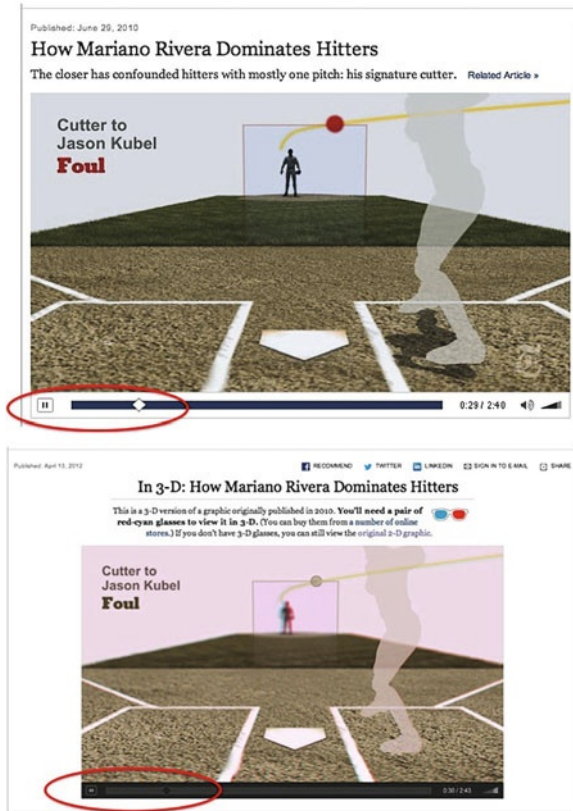 Published: June 29, 2010
How Mariano Rivera Dominates Hitters
The closer has confounded hitters with mostly one pitch: his signature cutter. Related Article »
Cutter to
Jason Kubel
Foul
0:29 / 2:40
Published: April 13, 2012
RECOMMEND TWITTER LINKEDIN SIGN IN TO E-MAIL SHARE
In 3-D: How Mariano Rivera Dominates Hitters
This is a 3-D version of a graphic originally published in 2010. You'll need a pair of
red-cyan glasses to view it in 3-D. (You can buy them from a number of online
stores.) If you don't have 3-D glasses, you can still view the original 2-D graphic.
Cutter to
Jason Kubel
Foul
0:30 / 2:43